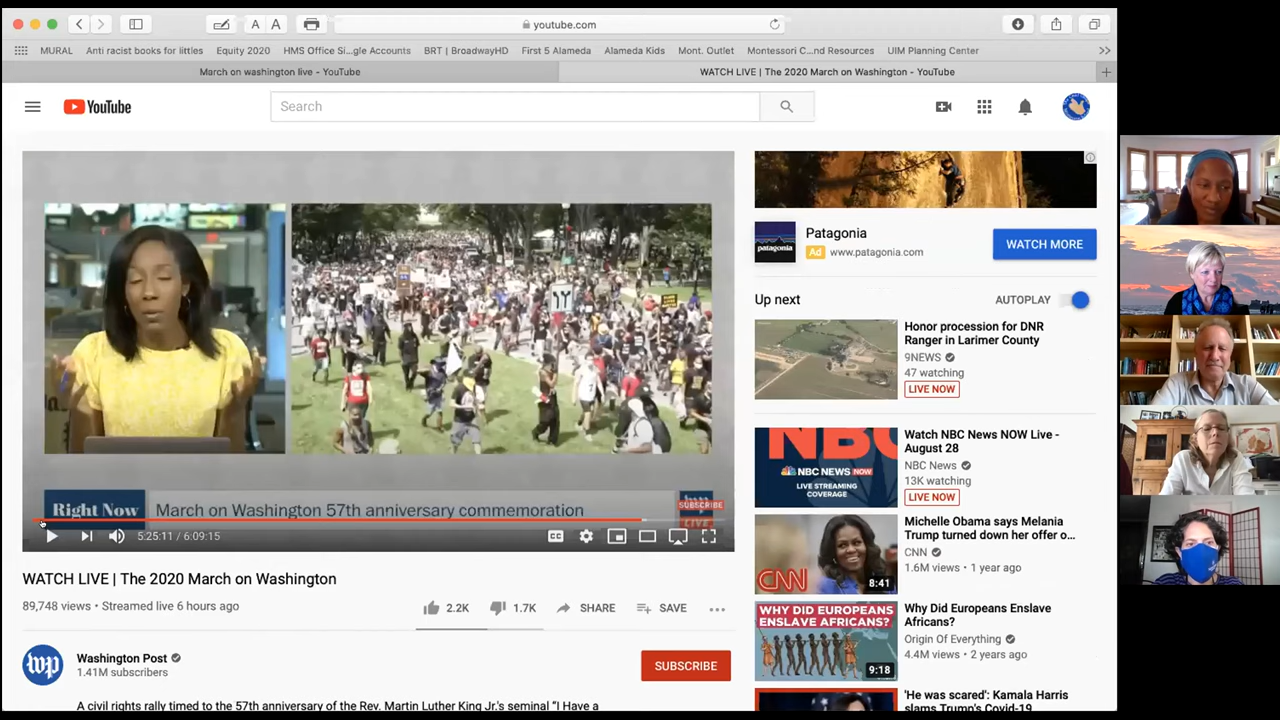 youtube.com
A A
MURAL Anti racist books for littles Equity 2020 HMS Office Si...gle Accounts BRT | BroadwayHD First 5 Alameda Alameda Kids Mont. Outlet Montessori C...nd Resources UIM Planning Center >>
March on washington live - YouTube
WATCH LIVE | The 2020 March on Washington - YouTube
YouTube
Search
patagonia
Patagonia
Ad www.patagonia.com
WATCH MORE
Up next
AUTOPLAY
Honor procession for DNR
Ranger in Larimer County
9NEWS
47 watching
LIVE NOW
NBC
NBC NEWS NOW
LIVE STREAMING
COVERAGE
Watch NBC News NOW Live -
August 28
NBC News
13K watching
LIVE NOW
CNN
8:41
Michelle Obama says Melania
Trump turned down her offer o...
CNN
1.6M views • 1 year ago
WHY DID EUROPEANS
ENSLAVE AFRICANS?
9:18
Why Did Europeans Enslave
Africans?
Origin Of Everything
4.4M views • 2 years ago
'He was scared': Kamala Harris
slams Trump's Covid-19
Right Now
March on Washington 57th anniversary commemoration
wp
SUBSCRIBE
LIVE
5:25:11 / 6:09:15
CC
WATCH LIVE | The 2020 March on Washington
89,748 views • Streamed live 6 hours ago
2.2K 1.7K SHARE SAVE ...
wp
Washington Post
1.41M subscribers
SUBSCRIBE
A civil rights rally timed to the 57th anniversary of the Rev. Martin Luther King Jr.'s seminal "I Have a